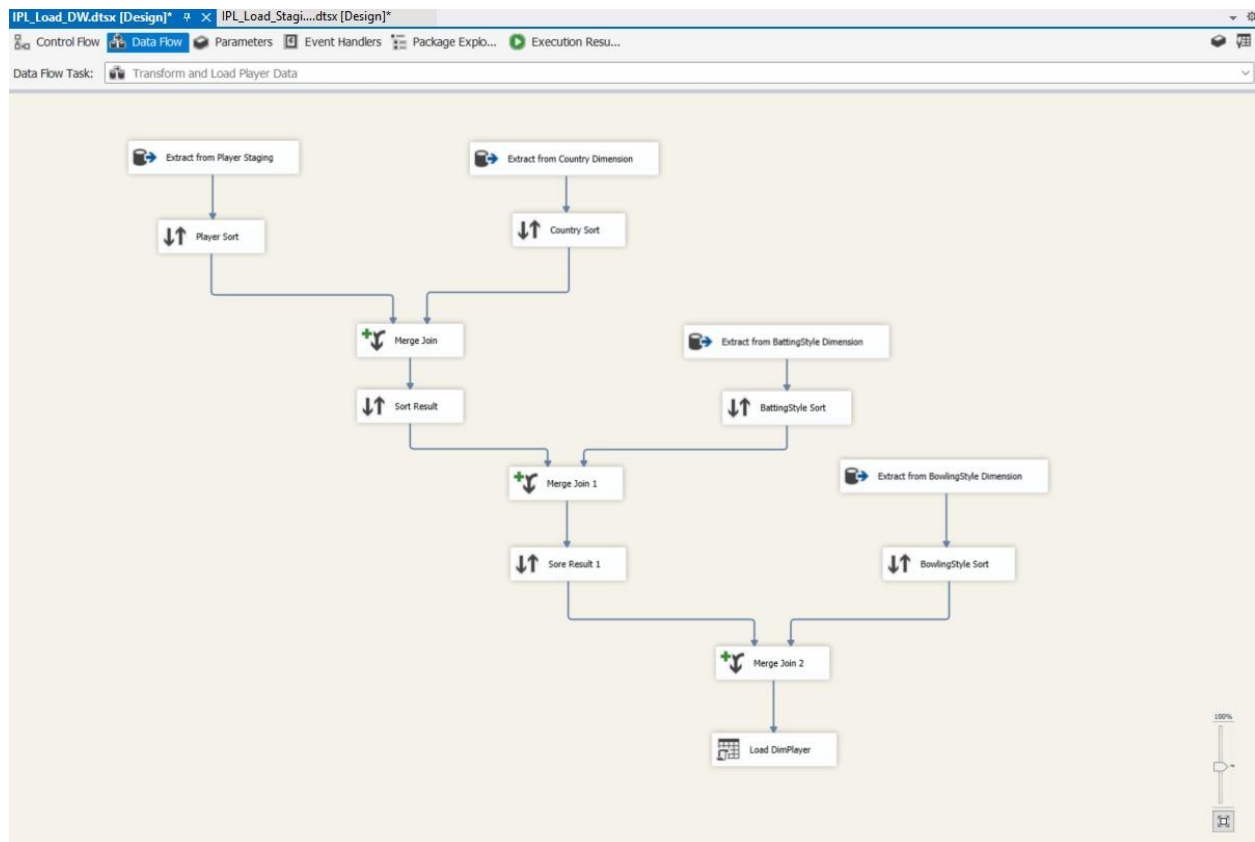 IPL_Load_DW.dtsx [Design]* IPL_Load_Stagi....dtsx [Design]*
Control Flow Data Flow Parameters Event Handlers Package Explo... Execution Resu...
Data Flow Task: Transform and Load Player Data
Extract from Player Staging
Extract from Country Dimension
Player Sort
Country Sort
Merge Join
Extract from BattingStyle Dimension
Sort Result
BattingStyle Sort
Merge Join 1
Extract from BowlingStyle Dimension
Sore Result 1
BowlingStyle Sort
Merge Join 2
Load DimPlayer
100%